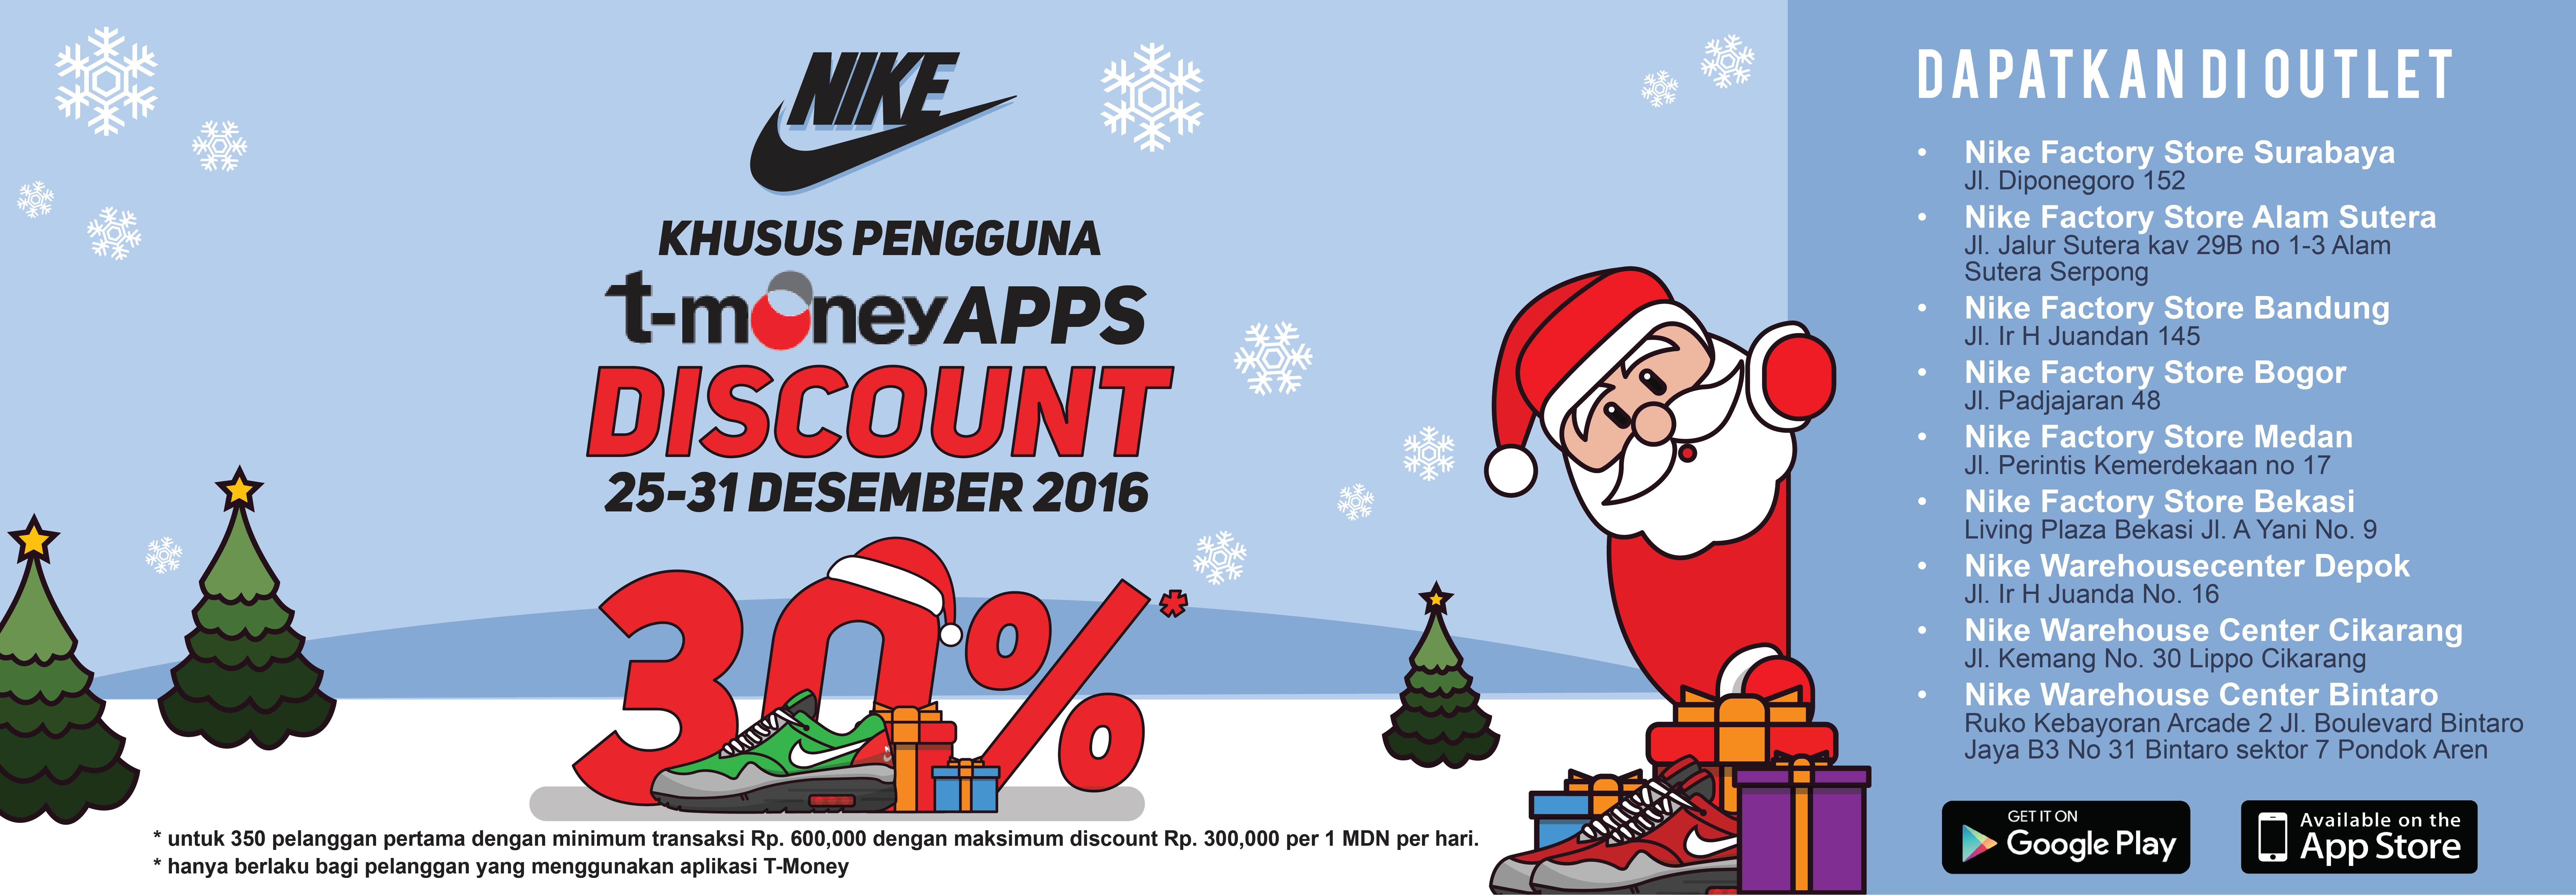 NIKE
KHUSUS PENGGUNA
t-money APPS
DISCOUNT
25-31 DESEMBER 2016
30%*
* untuk 350 pelanggan pertama dengan minimum transaksi Rp. 600,000 dengan maksimum discount Rp. 300,000 per 1 MDN per hari.
* hanya berlaku bagi pelanggan yang menggunakan aplikasi T-Money
DAPATKAN DI OUTLET
• Nike Factory Store Surabaya
Jl. Diponegoro 152
• Nike Factory Store Alam Sutera
Jl. Jalur Sutera kav 29B no 1-3 Alam
Sutera Serpong
• Nike Factory Store Bandung
Jl. Ir H Juandan 145
• Nike Factory Store Bogor
Jl. Padjajaran 48
• Nike Factory Store Medan
Jl. Perintis Kemerdekaan no 17
• Nike Factory Store Bekasi
Living Plaza Bekasi Jl. A Yani No. 9
• Nike Warehousecenter Depok
Jl. Ir H Juanda No. 16
• Nike Warehouse Center Cikarang
Jl. Kemang No. 30 Lippo Cikarang
• Nike Warehouse Center Bintaro
Ruko Kebayoran Arcade 2 Jl. Boulevard Bintaro
Jaya B3 No 31 Bintaro sektor 7 Pondok Aren
GET IT ON
Google Play
Available on the
App Store